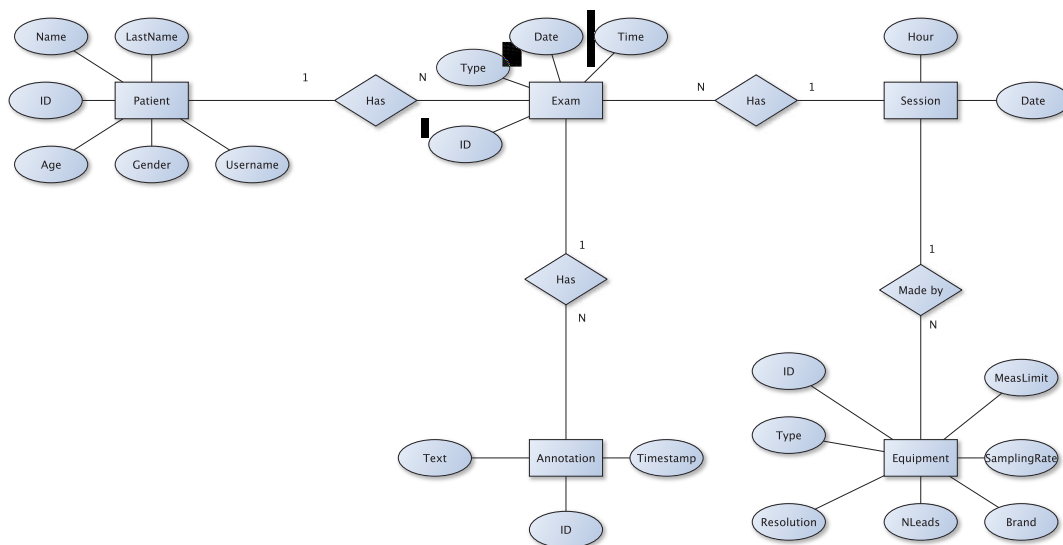 Name
LastName
Date
Time
Hour
Type
1
N
N
1
ID
Patient
Has
Exam
Has
Session
Date
ID
Age
Gender
Username
1
Has
N
1
Made by
N
ID
MeasLimit
Type
Text
Annotation
Timestamp
Equipment
SamplingRate
ID
Resolution
NLeads
Brand